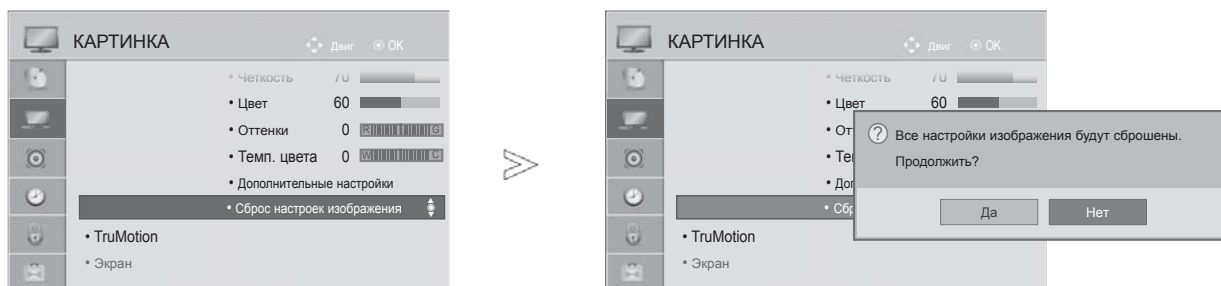 КАРТИНКА
Двиг OK
• Четкость 70
• Цвет 60
• Оттенки 0 R G
• Темп. цвета 0 W C
• Дополнительные настройки
• Сброс настроек изображения
• TruMotion
• Экран
КАРТИНКА
Двиг OK
• Четкость 70
• Цвет 60
• От
• Те
• Доп
• Сбр
• TruMotion
• Экран
? Все настройки изображения будут сброшены.
Продолжить?
Да Нет